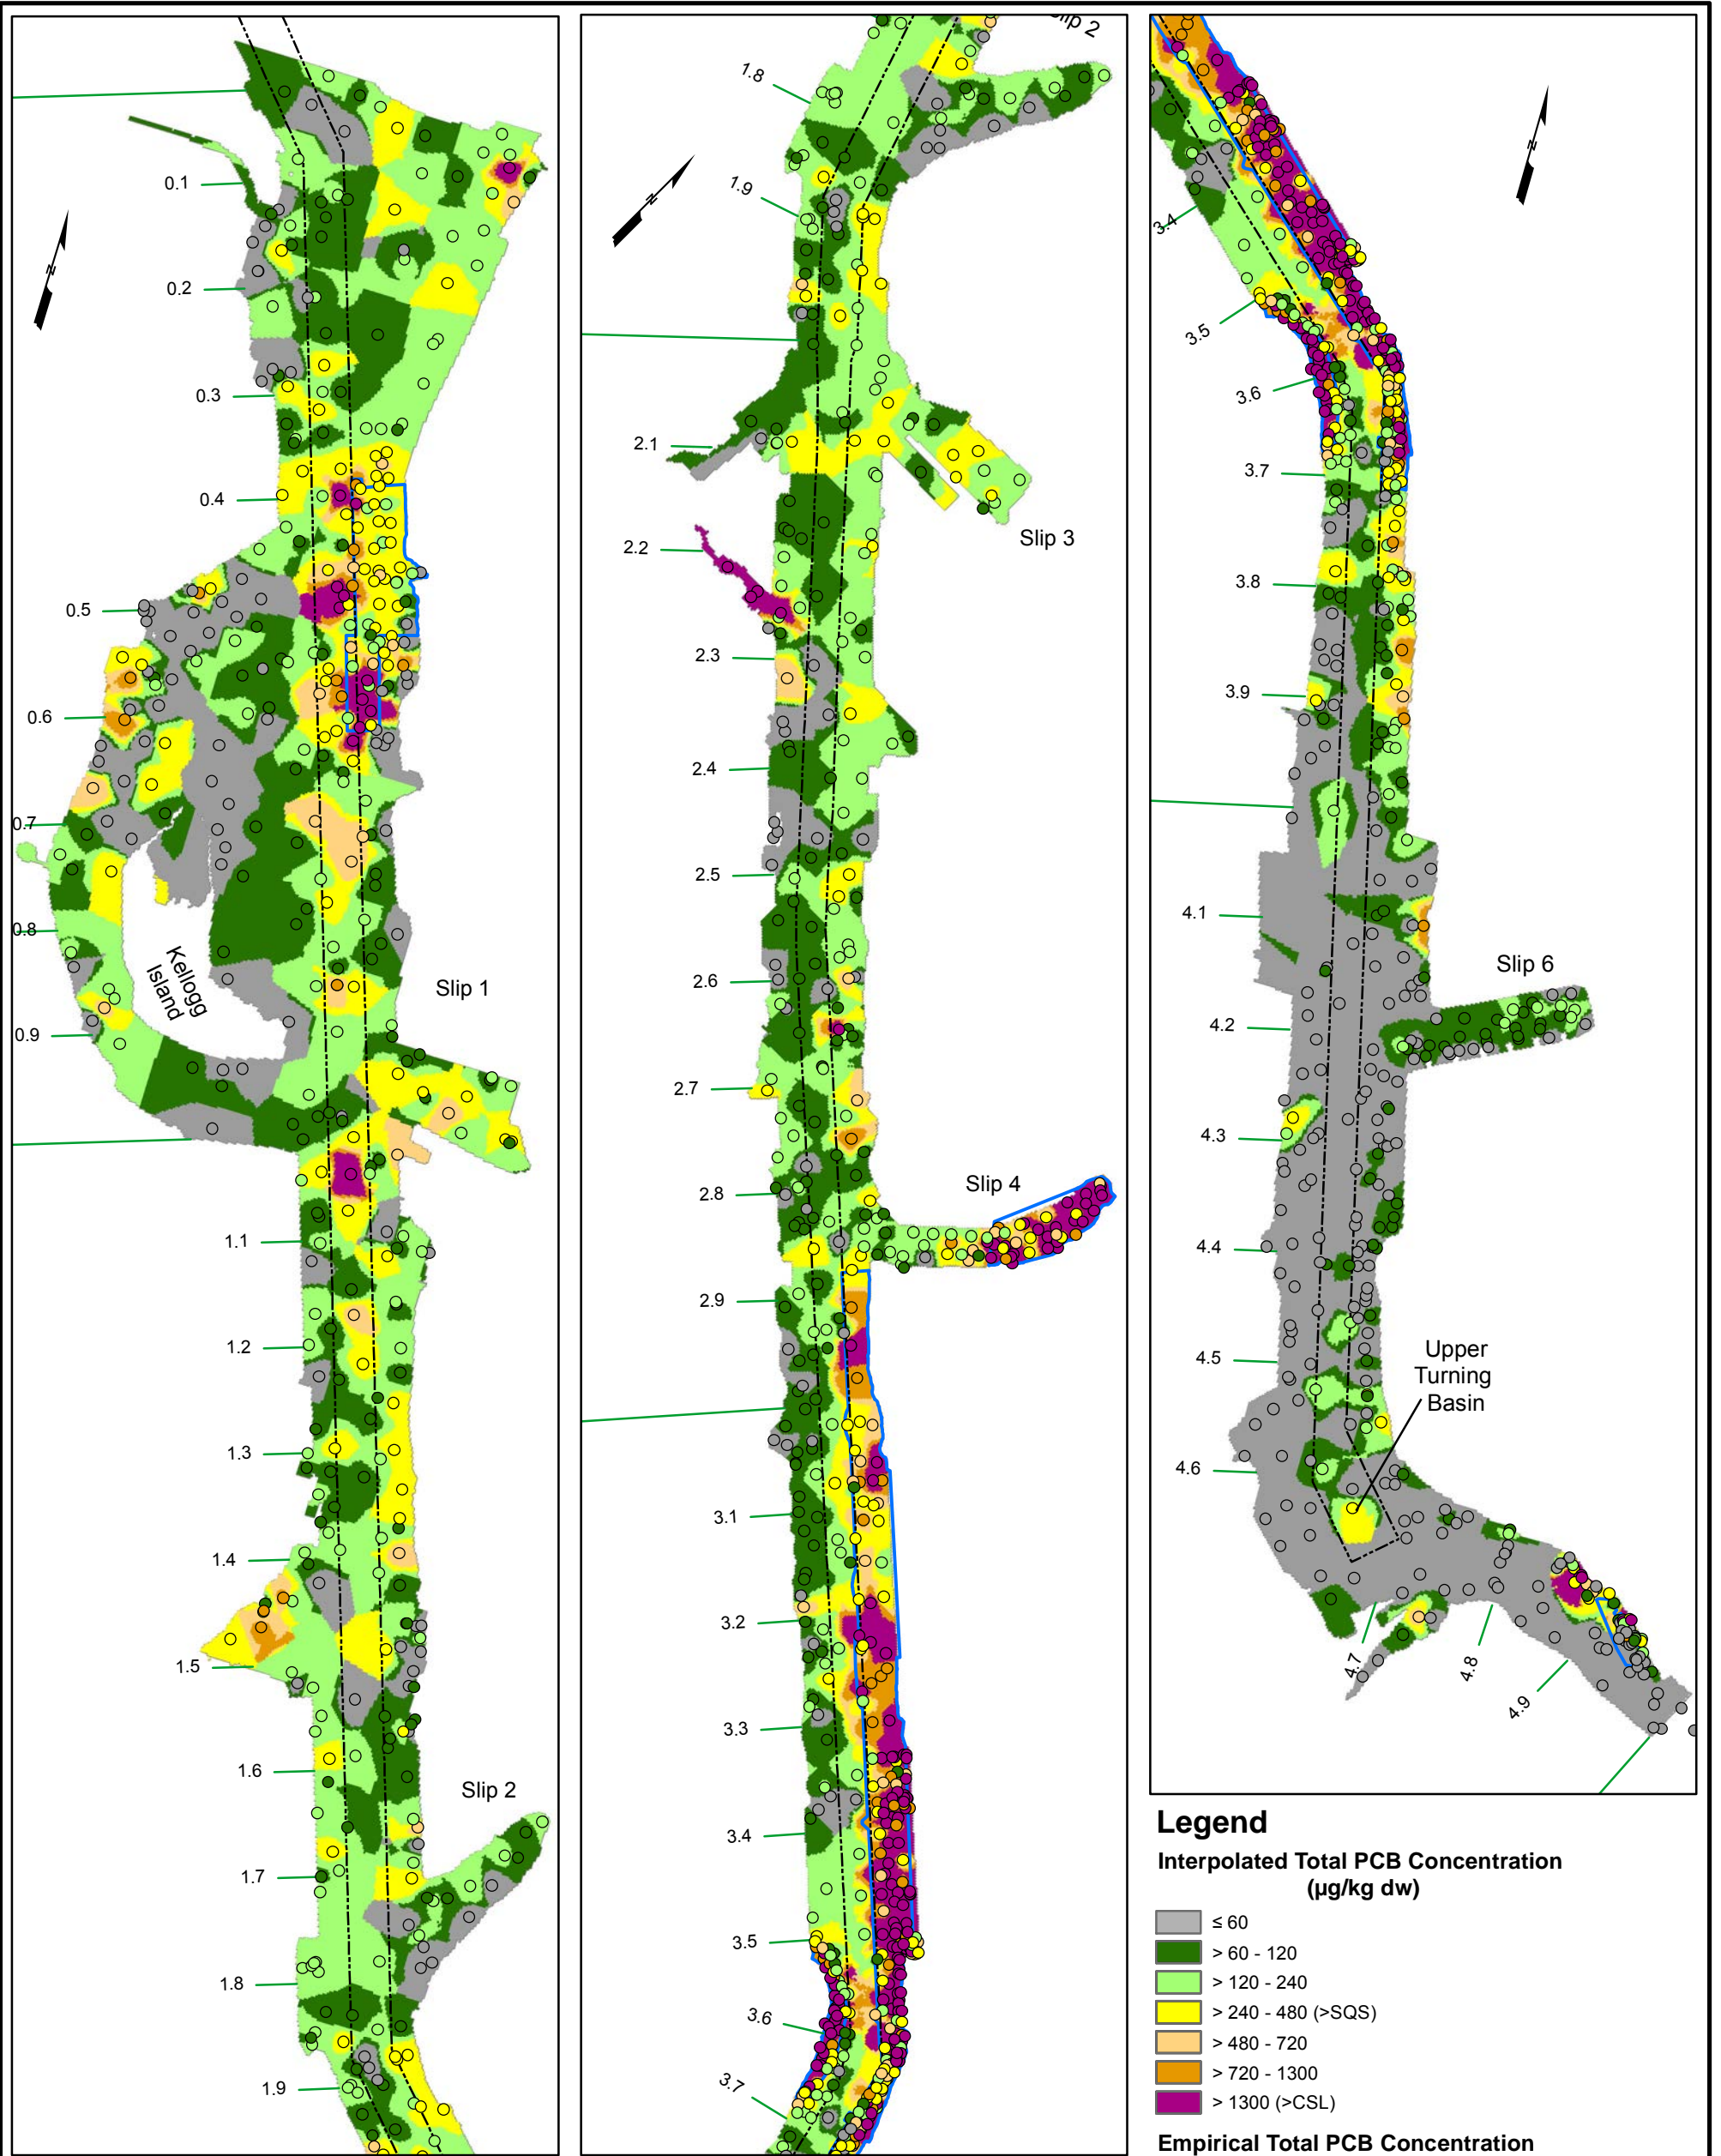 0.1
0.2
0.3
0.4
0.5
0.6
0.7
0.8
0.9
Kellogg
Island
Slip 1
1.1
1.2
1.3
1.4
1.5
1.6
Slip 2
1.7
1.8
1.9
N
Slip 2
1.8
1.9
N
2.1
2.2
Slip 3
2.3
2.4
2.5
2.6
2.7
2.8
Slip 4
2.9
3.1
3.2
3.3
3.4
3.5
3.6
3.7
N
3.4
3.5
3.6
3.7
3.8
3.9
4.1
Slip 6
4.2
4.3
4.4
4.5
Upper
Turning
Basin
4.6
4.7
4.8
4.9
Legend
Interpolated Total PCB Concentration
(µg/kg dw)
≤ 60
> 60 - 120
> 120 - 240
> 240 - 480 (>SQS)
> 480 - 720
> 720 - 1300
> 1300 (>CSL)
Empirical Total PCB Concentration